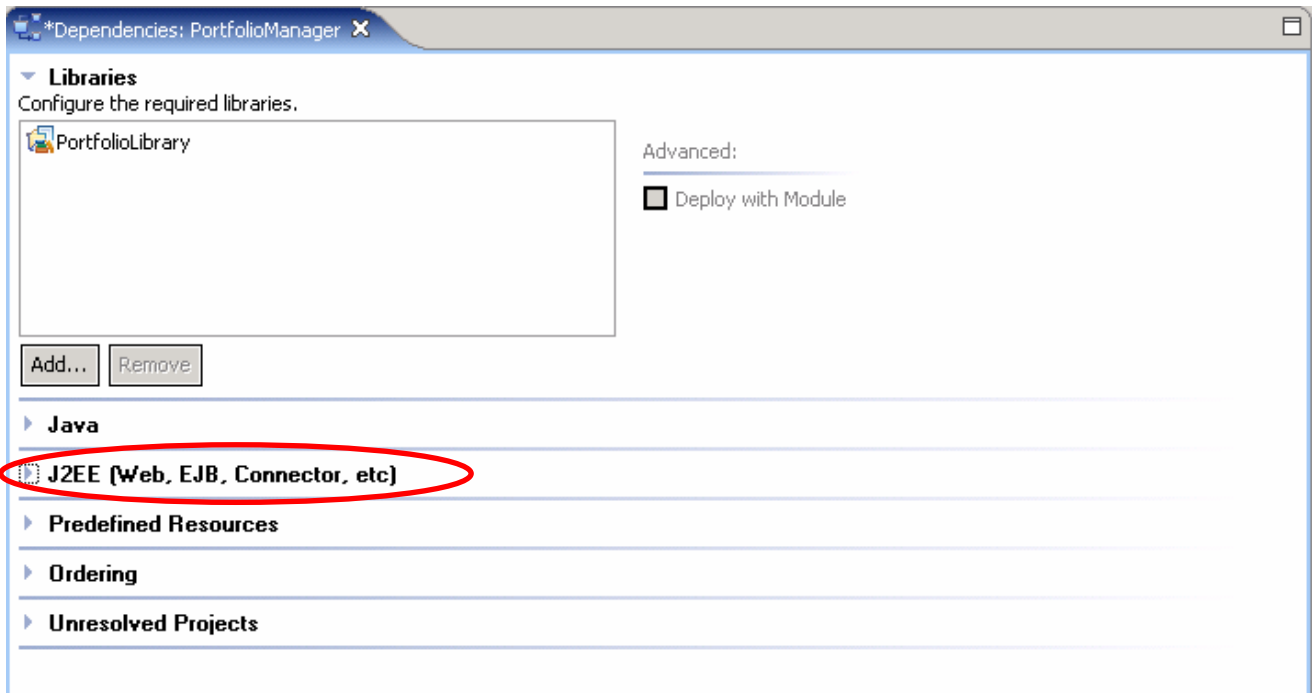 *Dependencies: PortfolioManager
Libraries
Configure the required libraries.
PortfolioLibrary
Advanced:
Deploy with Module
Add... Remove
Java
J2EE (Web, EJB, Connector, etc)
Predefined Resources
Ordering
Unresolved Projects